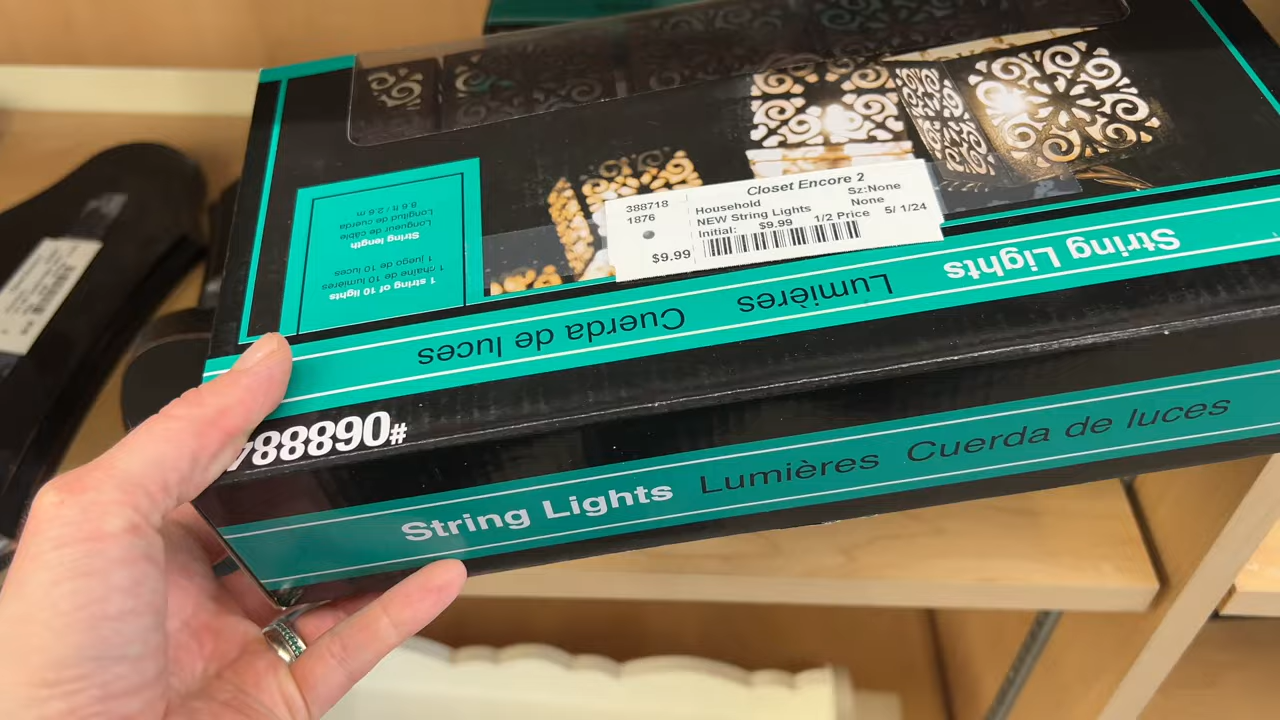 Closet Encore 2
388718
1876
Household
Sz:None
NEW String Lights
None
Initial:
$9.99
1/2 Price
5/ 1/24
$9.99
1 string of 10 lights
1 chaîne de 10 lumières
1 juego de 10 luces
String length
Longueur de câble
Longitud de cuerda
8.6 ft / 2.6 m
String Lights
Lumières
Cuerda de luces
#068884
String Lights Lumières Cuerda de luces